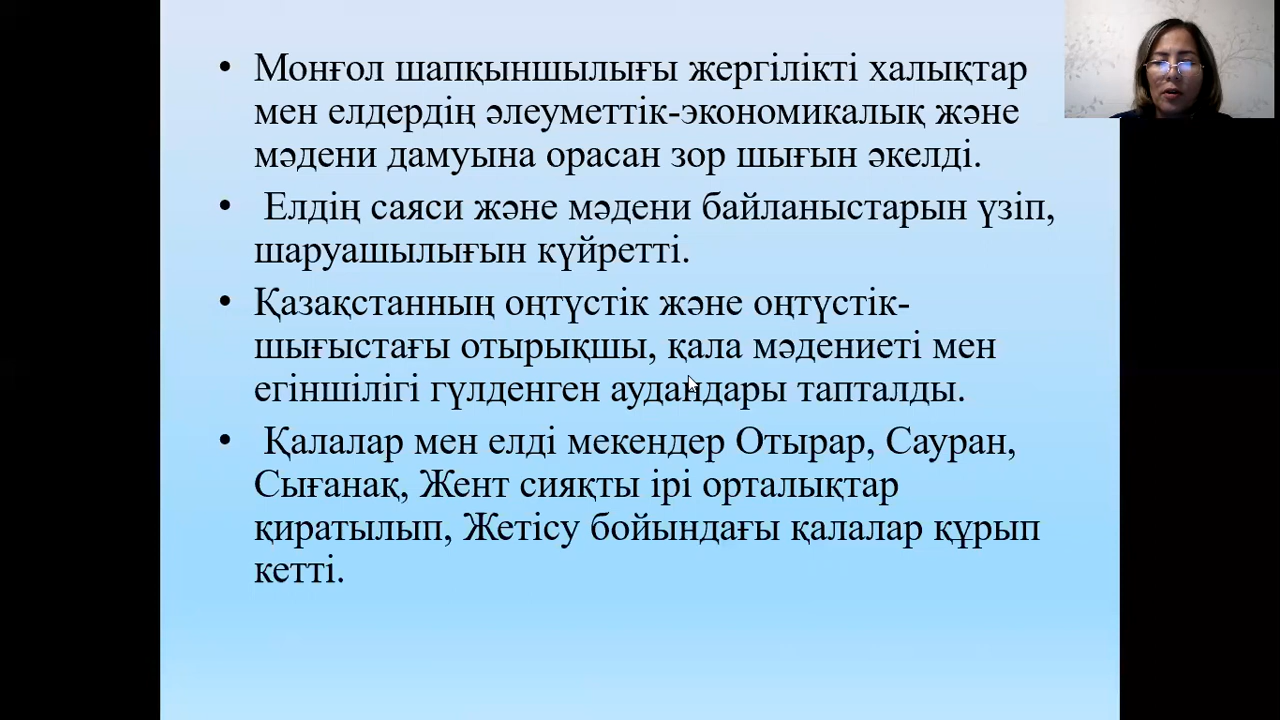 • Монғол шапқыншылығы жергілікті халықтар
мен елдердің әлеуметтік-экономикалық және
мәдени дамуына орасан зор шығын әкелді.
• Елдің саяси және мәдени байланыстарын үзіп,
шаруашылығын күйретті.
• Қазақстанның оңтүстік және оңтүстік-
шығыстағы отырықшы, қала мәдениеті мен
егіншілігі гүлденген аудандары тапталды.
• Қалалар мен елді мекендер Отырар, Сауран,
Сығанақ, Жент сияқты ірі орталықтар
қиратылып, Жетісу бойындағы қалалар құрып
кетті.